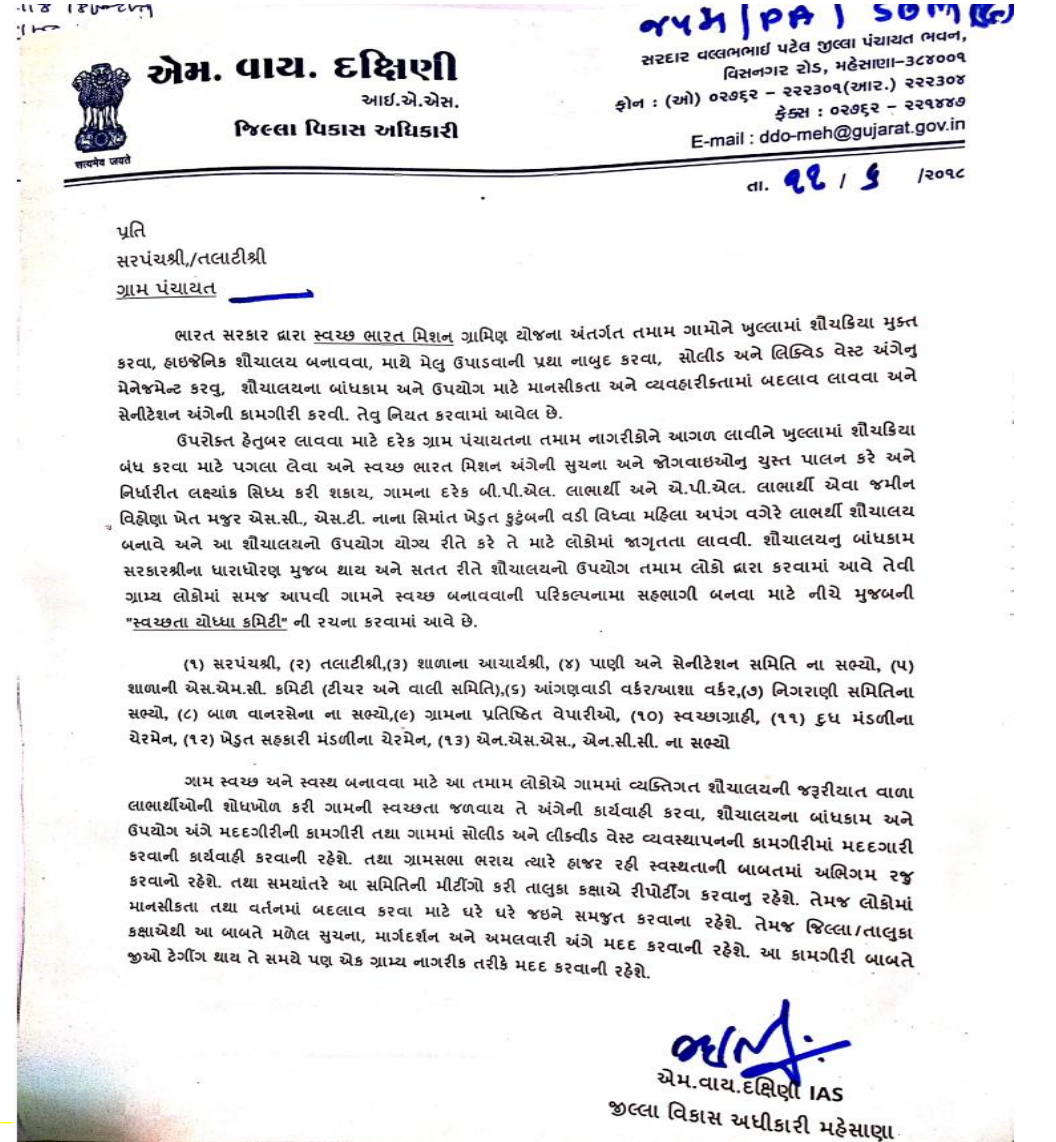 જપમ | PA | SBM (G)
એમ. વાય. દક્ષિણી
આઈ.એ.એસ.
જિલ્લા વિકાસ અધિકારી
सत्यमेव जयते
સરદાર વલ્લભભાઈ પટેલ જીલ્લા પંચાયત ભવન,
વિસનગર રોડ, મહેસાણા-૩૮૪૦૦૧
ફોન : (ઓ) ૦૨૭૬૨ - ૨૨૨૩૦૧(આર.) ૨૨૨૩૦૪
ફેક્સ : ૦૨૭૬૨ - ૨૨૧૪૪૭
E-mail : ddo-meh@gujarat.gov.in
તા. ૧૧ / ૬ /૨૦૧૮
પ્રતિ
સરપંચશ્રી,/તલાટીશ્રી
ગ્રામ પંચાયત
ભારત સરકાર દ્વારા સ્વચ્છ ભારત મિશન ગ્રામિણ યોજના અંતર્ગત તમામ ગામોને ખુલ્લામાં શૌચક્રિયા મુક્ત
કરવા, હાઇજેનિક શૌચાલય બનાવવા, માથે મેલુ ઉપાડવાની પ્રથા નાબુદ કરવા, સોલીડ અને લિક્વિડ વેસ્ટ અંગેનુ
મેનેજમેન્ટ કરવુ, શૌચાલયના બાંધકામ અને ઉપયોગ માટે માનસીકતા અને વ્યવહારીક્તામાં બદલાવ લાવવા અને
સેનીટેશન અંગેની કામગીરી કરવી. તેવુ નિયત કરવામાં આવેલ છે.
ઉપરોક્ત હેતુબર લાવવા માટે દરેક ગ્રામ પંચાયતના તમામ નાગરીકોને આગળ લાવીને ખુલ્લામાં શૌચક્રિયા
બંધ કરવા માટે પગલા લેવા અને સ્વચ્છ ભારત મિશન અંગેની સુચના અને જોગવાઇઓનુ ચુસ્ત પાલન કરે અને
નિર્ધારીત લક્ષ્યાંક સિધ્ધ કરી શકાય, ગામના દરેક બી.પી.એલ. લાભાર્થી અને એ.પી.એલ. લાભાર્થી એવા જમીન
વિહોણા ખેત મજુર એસ.સી., એસ.ટી. નાના સિમાંત ખેડુત કુટુંબની વડી વિધ્વા મહિલા અપંગ વગેરે લાભર્થી શૌચાલય
બનાવે અને આ શૌચાલયનો ઉપયોગ યોગ્ય રીતે કરે તે માટે લોકોમાં જાગૃતતા લાવવી. શૌચાલયનુ બાંધકામ
સરકારશ્રીના ધારાધોરણ મુજબ થાય અને સતત રીતે શૌચાલયનો ઉપયોગ તમામ લોકો દ્વારા કરવામાં આવે તેવી
ગ્રામ્ય લોકોમાં સમજ આપવી ગામને સ્વચ્છ બનાવવાની પરિકલ્પનામા સહભાગી બનવા માટે નીચે મુજબની
"સ્વચ્છતા યોધ્ધા કમિટી" ની રચના કરવામાં આવે છે.
(૧) સરપંચશ્રી, (૨) તલાટીશ્રી,(૩) શાળાના આચાર્યશ્રી, (૪) પાણી અને સેનીટેશન સમિતિ ના સભ્યો, (૫)
શાળાની એસ.એમ.સી. કમિટી (ટીચર અને વાલી સમિતિ),(૬) આંગણવાડી વર્કર/આશા વર્કર,(૭) નિગરાણી સમિતિના
સભ્યો, (૮) બાળ વાનરસેના ના સભ્યો,(૯) ગ્રામના પ્રતિષ્ઠિત વેપારીઓ, (૧૦) સ્વચ્છાગ્રાહી, (૧૧) દુધ મંડળીના
ચેરમેન, (૧૨) ખેડુત સહકારી મંડળીના ચેરમેન, (૧૩) એન.એસ.એસ., એન.સી.સી. ના સભ્યો
ગામ સ્વચ્છ અને સ્વસ્થ બનાવવા માટે આ તમામ લોકોએ ગામમાં વ્યક્તિગત શૌચાલયની જરૂરીયાત વાળા
લાભાર્થીઓની શોધખોળ કરી ગામની સ્વચ્છતા જળવાય તે અંગેની કાર્યવાહી કરવા, શૌચાલયના બાંધકામ અને
ઉપયોગ અંગે મદદગીરીની કામગીરી તથા ગામમાં સોલીડ અને લીક્વીડ વેસ્ટ વ્યવસ્થાપનની કામગીરીમાં મદદગારી
કરવાની કાર્યવાહી કરવાની રહેશે. તથા ગ્રામસભા ભરાય ત્યારે હાજર રહી સ્વસ્થતાની બાબતમાં અભિગમ રજુ
કરવાનો રહેશે. તથા સમયાંતરે આ સમિતિની મીટીંગો કરી તાલુકા કક્ષાએ રીપોર્ટીંગ કરવાનુ રહેશે. તેમજ લોકોમાં
માનસીકતા તથા વર્તનમાં બદલાવ કરવા માટે ઘરે ઘરે જઇને સમજુત કરવાના રહેશે. તેમજ જિલ્લા/તાલુકા
કક્ષાએથી આ બાબતે મળેલ સુચના, માર્ગદર્શન અને અમલવારી અંગે મદદ કરવાની રહેશે. આ કામગીરી બાબતે
જીઓ ટેગીંગ થાય તે સમયે પણ એક ગ્રામ્ય નાગરીક તરીકે મદદ કરવાની રહેશે.
એમ.વાય.દક્ષિણી IAS
જીલ્લા વિકાસ અધીકારી મહેસાણા